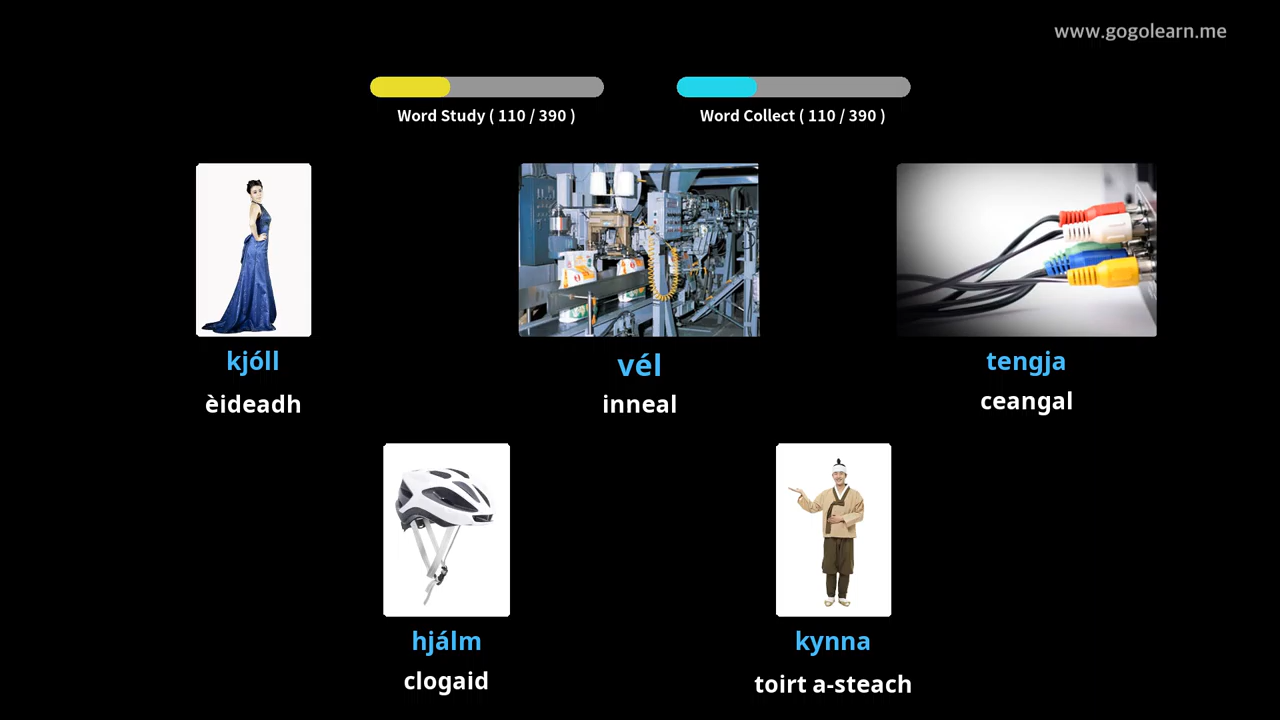 www.gogolearn.me
Word Study ( 110 / 390 )
Word Collect ( 110 / 390 )
kjóll
èideadh
vél
inneal
tengja
ceangal
hjálm
clogaid
kynna
toirt a-steach